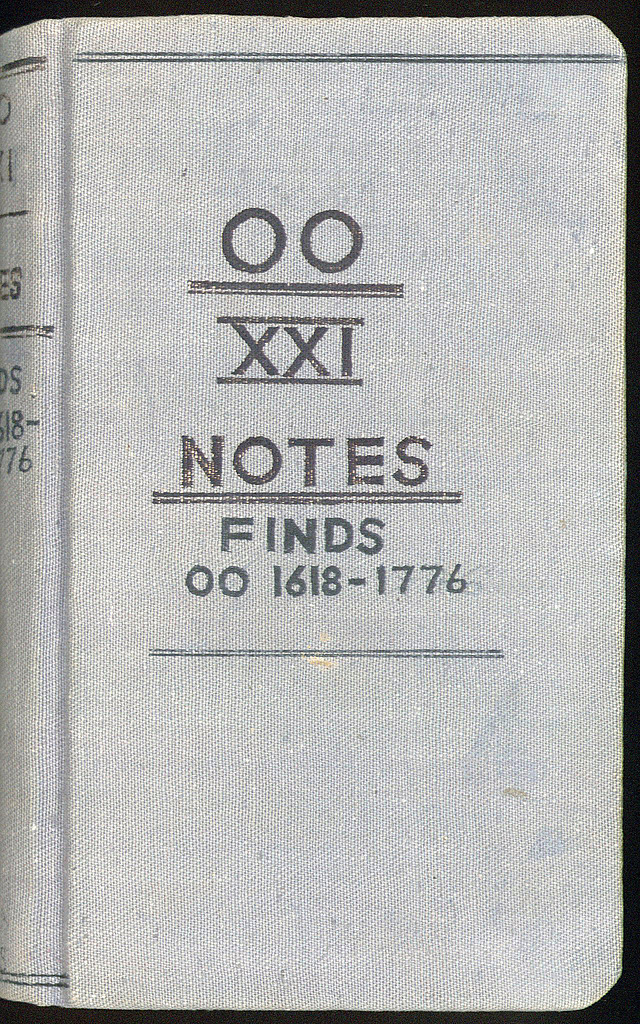 OO
XXI
NOTES
FINDS
OO 1618-1776